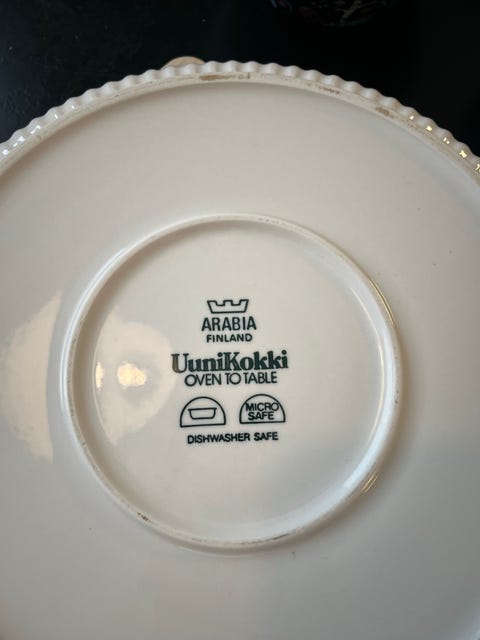 ARABIA
FINLAND
UuniKokki
OVEN TO TABLE
MICRO
SAFE
DISHWASHER SAFE